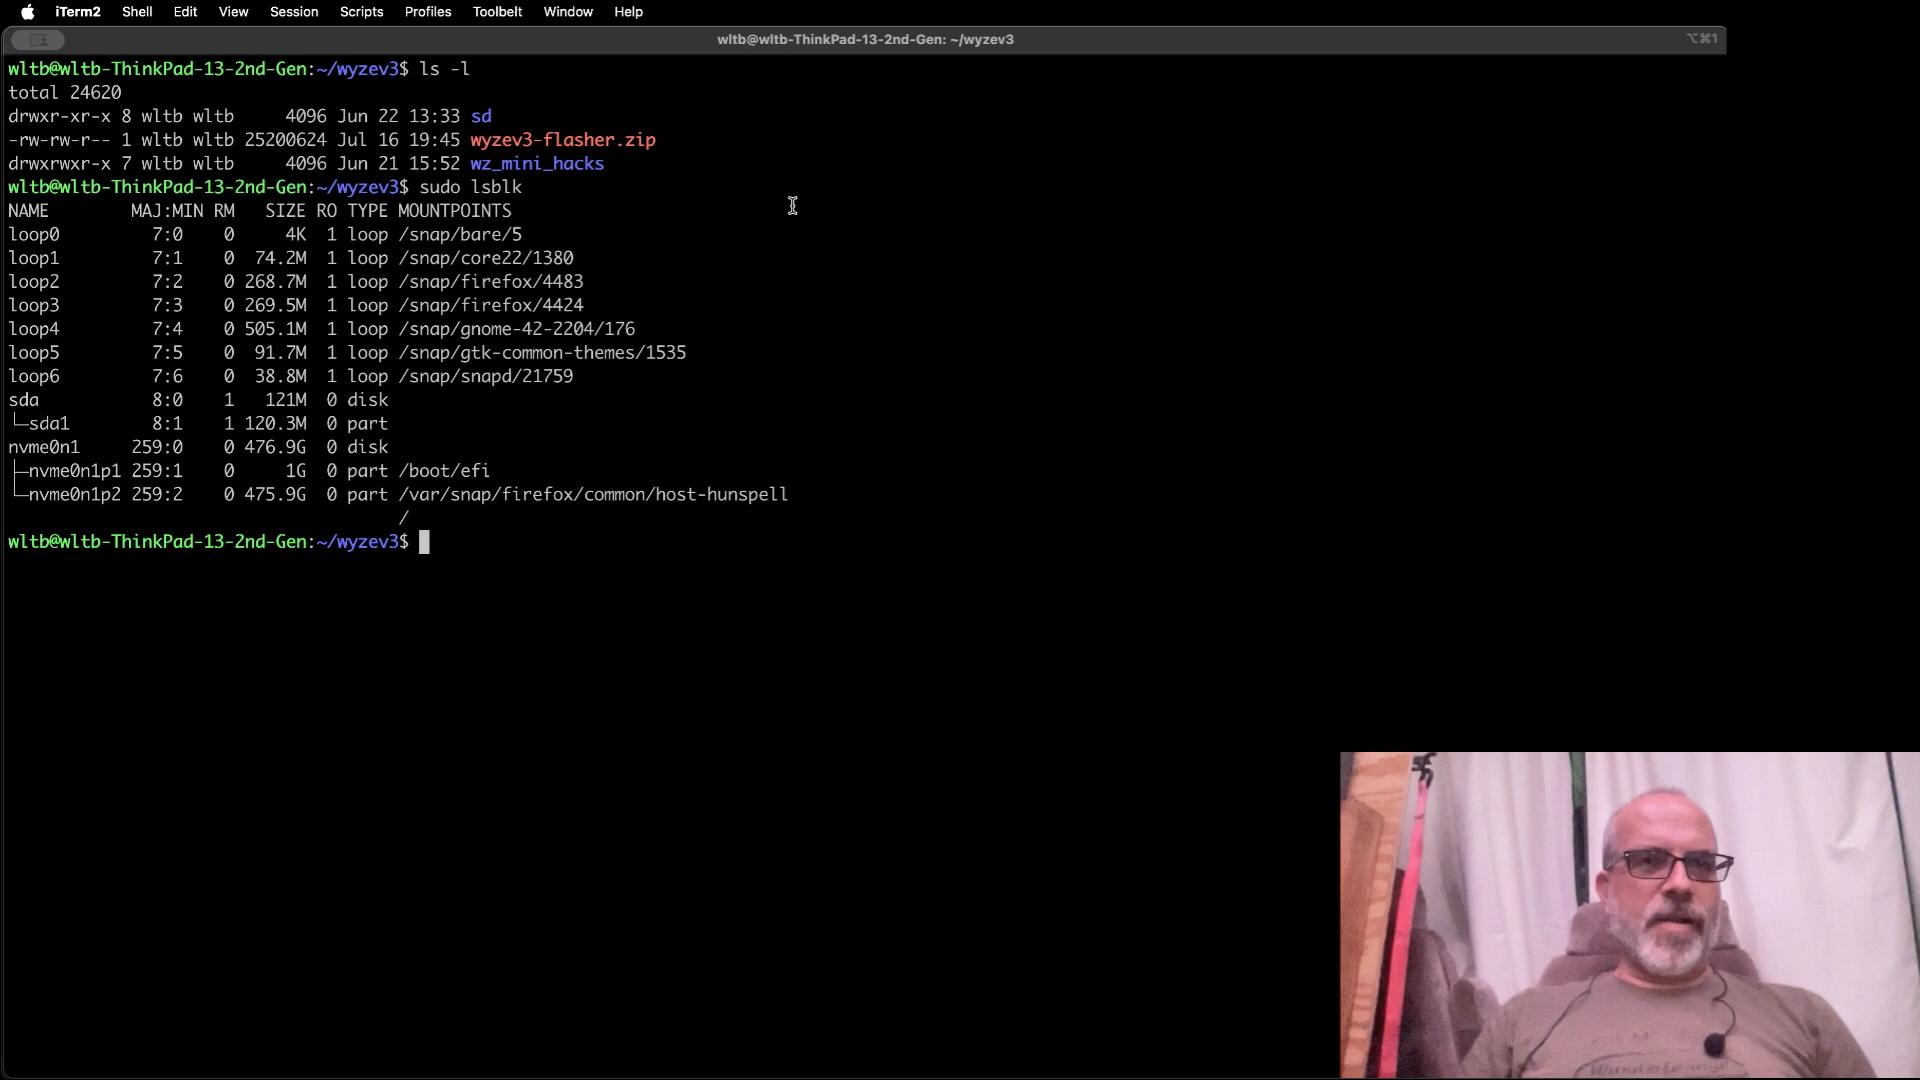 iTerm2 Shell Edit View Session Scripts Profiles Toolbelt Window Help
wltb@wltb-ThinkPad-13-2nd-Gen: ~/wyzev3 ⌥⌘1
wltb@wltb-ThinkPad-13-2nd-Gen:~/wyzev3$ ls -l
total 24620
drwxr-xr-x 8 wltb wltb     4096 Jun 22 13:33 sd
-rw-rw-r-- 1 wltb wltb 25200624 Jul 16 19:45 wyzev3-flasher.zip
drwxrwxr-x 7 wltb wltb     4096 Jun 21 15:52 wz_mini_hacks
wltb@wltb-ThinkPad-13-2nd-Gen:~/wyzev3$ sudo lsblk
NAME        MAJ:MIN RM   SIZE RO TYPE MOUNTPOINTS
loop0         7:0    0     4K  1 loop /snap/bare/5
loop1         7:1    0  74.2M  1 loop /snap/core22/1380
loop2         7:2    0 268.7M  1 loop /snap/firefox/4483
loop3         7:3    0 269.5M  1 loop /snap/firefox/4424
loop4         7:4    0 505.1M  1 loop /snap/gnome-42-2204/176
loop5         7:5    0  91.7M  1 loop /snap/gtk-common-themes/1535
loop6         7:6    0  38.8M  1 loop /snap/snapd/21759
sda           8:0    1   121M  0 disk
└─sda1        8:1    1 120.3M  0 part
nvme0n1     259:0    0 476.9G  0 disk
├─nvme0n1p1 259:1    0     1G  0 part /boot/efi
└─nvme0n1p2 259:2    0 475.9G  0 part /var/snap/firefox/common/host-hunspell
                                      /
wltb@wltb-ThinkPad-13-2nd-Gen:~/wyzev3$